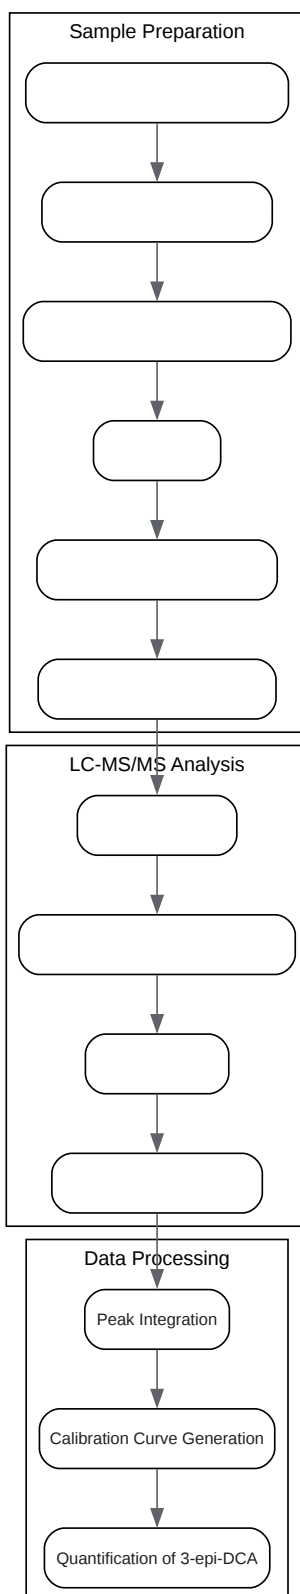 Sample Preparation
LC-MS/MS Analysis
Data Processing
Peak Integration
Calibration Curve Generation
Quantification of 3-epi-DCA